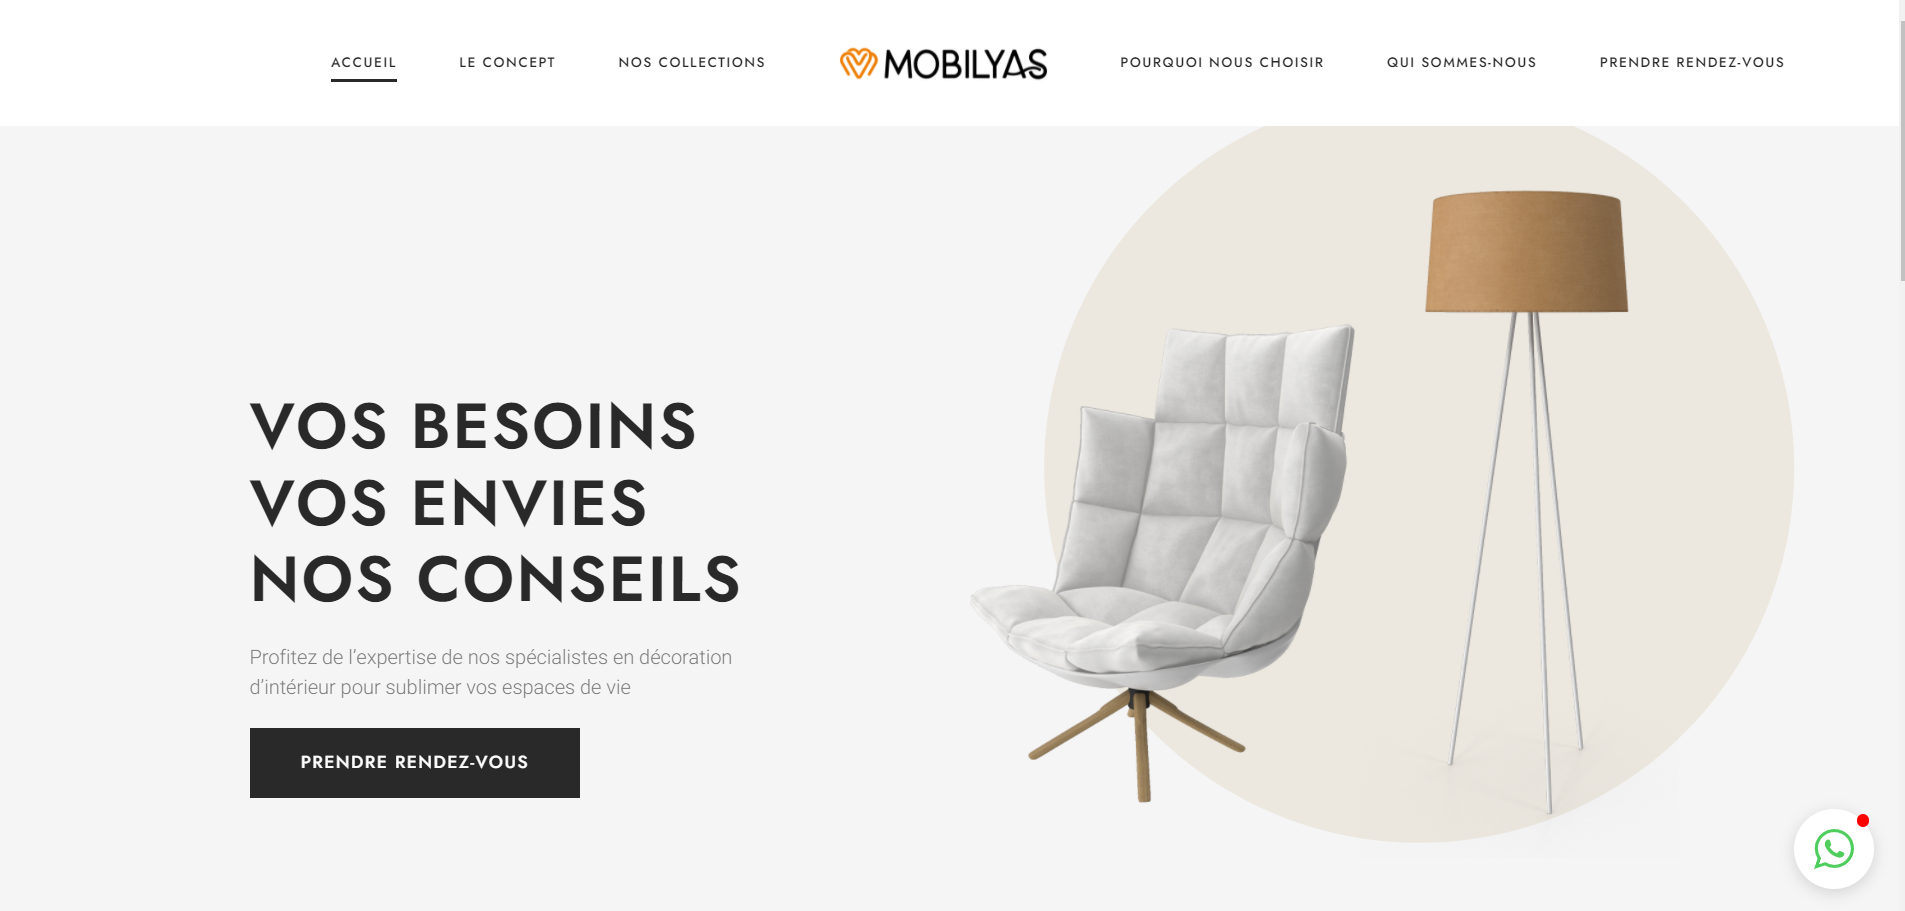 ACCUEIL
LE CONCEPT
NOS COLLECTIONS
MOBILYAS
POURQUOI NOUS CHOISIR
QUI SOMMES-NOUS
PRENDRE RENDEZ-VOUS
VOS BESOINS
VOS ENVIES
NOS CONSEILS
Profitez de l’expertise de nos spécialistes en décoration
d’intérieur pour sublimer vos espaces de vie
PRENDRE RENDEZ-VOUS